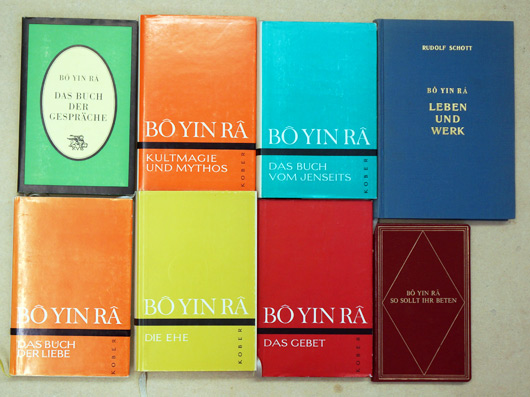 BÔ YIN RÂ
DAS BUCH
DER
GESPRÄCHE
BÔ YIN RÂ
KULTMAGIE
UND MYTHOS
KOBER
BÔ YIN RÂ
DAS BUCH
VOM JENSEITS
KOBER
RUDOLF SCHOTT
BÔ YIN RÂ
LEBEN
UND
WERK
BÔ YIN RÂ
DAS BUCH
DER LIEBE
KOBER
BÔ YIN RÂ
DIE EHE
KOBER
BÔ YIN RÂ
DAS GEBET
KOBER
BÔ YIN RÂ
SO SOLLT IHR BETEN